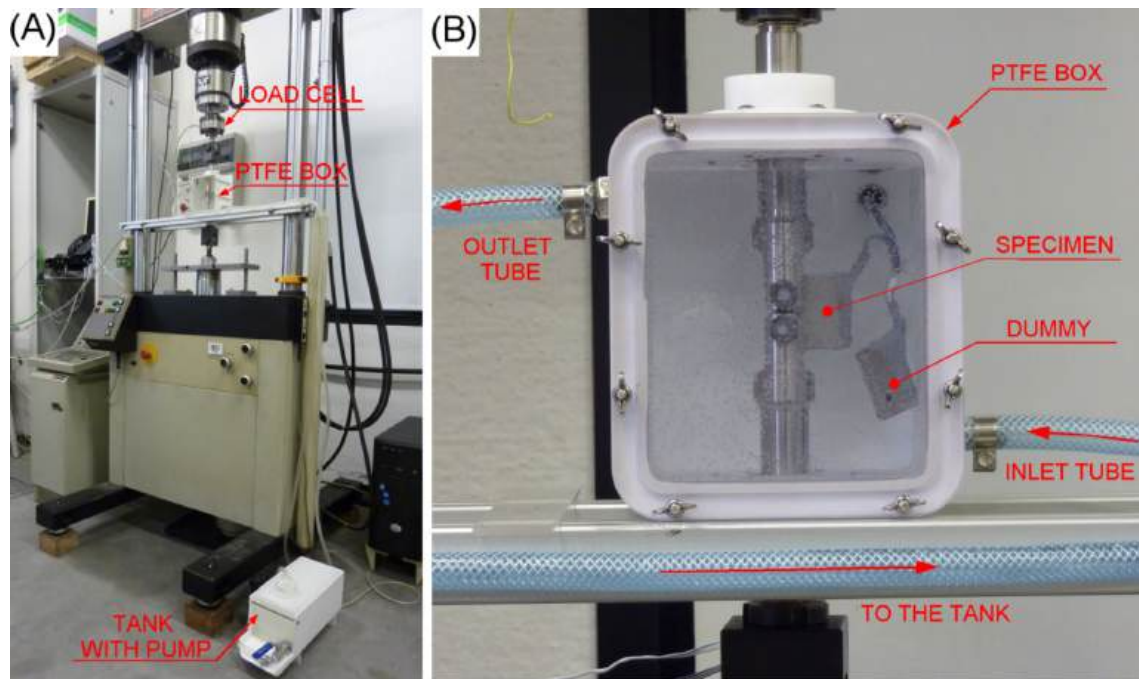 (A)
LOAD CELL
PTFE BOX
TANK
WITH PUMP
(B)
PTFE BOX
OUTLET
TUBE
SPECIMEN
DUMMY
INLET TUBE
TO THE TANK